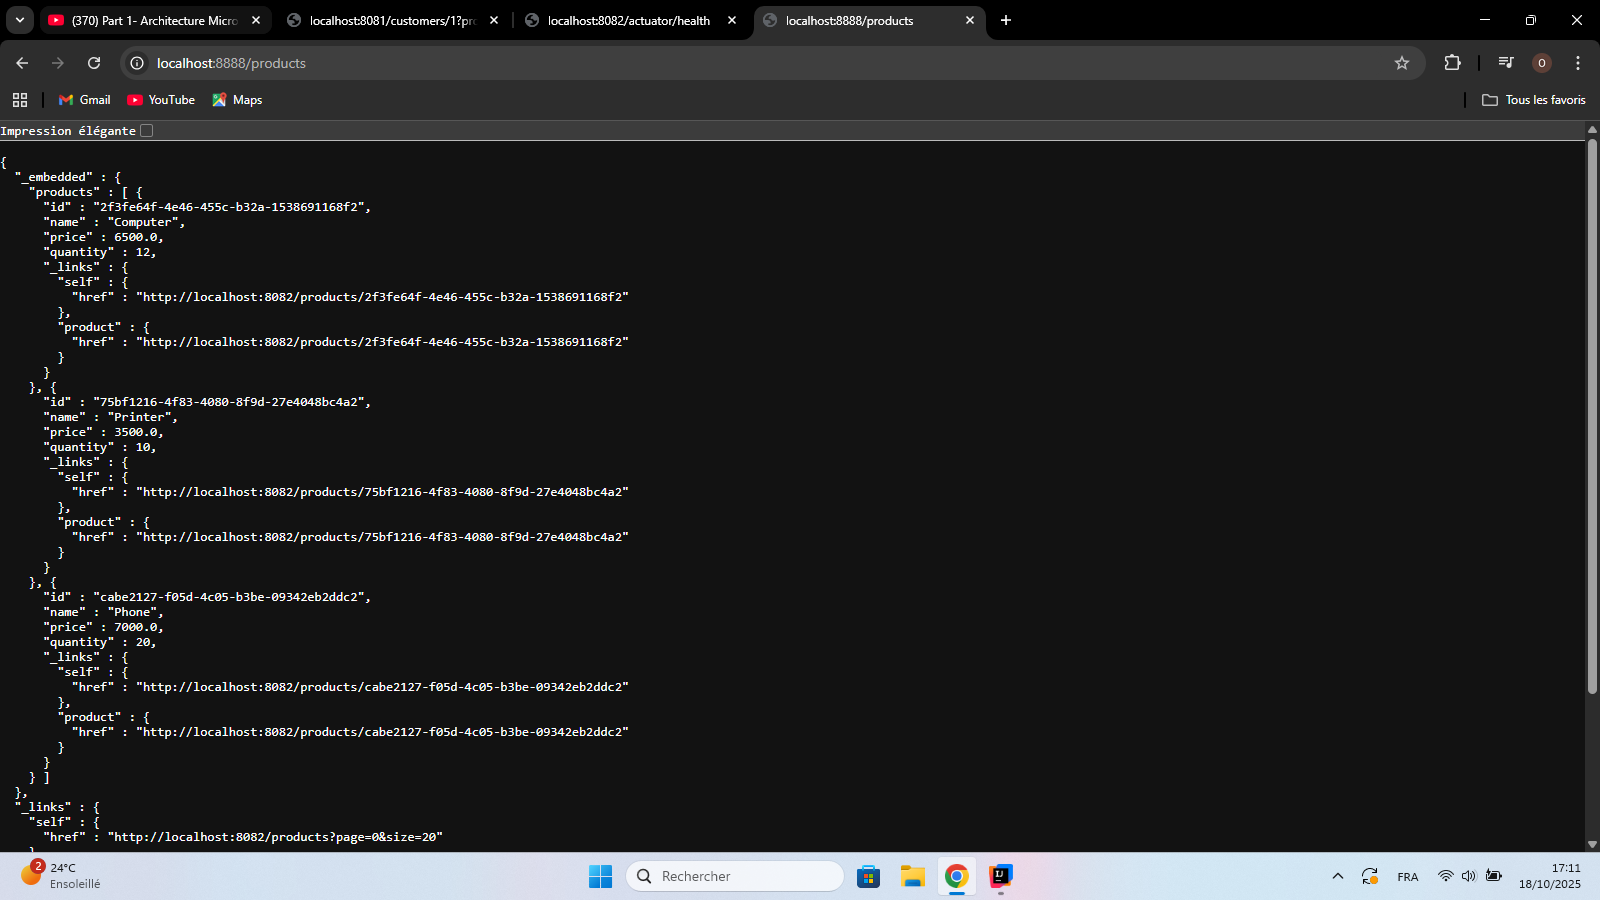 (370) Part 1- Architecture Micro
localhost:8081/customers/1?pr
localhost:8082/actuator/health
localhost:8888/products
localhost:8888/products
O
Gmail
YouTube
Maps
Tous les favoris
Impression élégante
{
  "_embedded" : {
    "products" : [ {
      "id" : "2f3fe64f-4e46-455c-b32a-1538691168f2",
      "name" : "Computer",
      "price" : 6500.0,
      "quantity" : 12,
      "_links" : {
        "self" : {
          "href" : "http://localhost:8082/products/2f3fe64f-4e46-455c-b32a-1538691168f2"
        },
        "product" : {
          "href" : "http://localhost:8082/products/2f3fe64f-4e46-455c-b32a-1538691168f2"
        }
      }
    }, {
      "id" : "75bf1216-4f83-4080-8f9d-27e4048bc4a2",
      "name" : "Printer",
      "price" : 3500.0,
      "quantity" : 10,
      "_links" : {
        "self" : {
          "href" : "http://localhost:8082/products/75bf1216-4f83-4080-8f9d-27e4048bc4a2"
        },
        "product" : {
          "href" : "http://localhost:8082/products/75bf1216-4f83-4080-8f9d-27e4048bc4a2"
        }
      }
    }, {
      "id" : "cabe2127-f05d-4c05-b3be-09342eb2ddc2",
      "name" : "Phone",
      "price" : 7000.0,
      "quantity" : 20,
      "_links" : {
        "self" : {
          "href" : "http://localhost:8082/products/cabe2127-f05d-4c05-b3be-09342eb2ddc2"
        },
        "product" : {
          "href" : "http://localhost:8082/products/cabe2127-f05d-4c05-b3be-09342eb2ddc2"
        }
      }
    } ]
  },
  "_links" : {
    "self" : {
      "href" : "http://localhost:8082/products?page=0&size=20"
2
24°C
Ensoleillé
Rechercher
IJ
FRA
17:11
18/10/2025